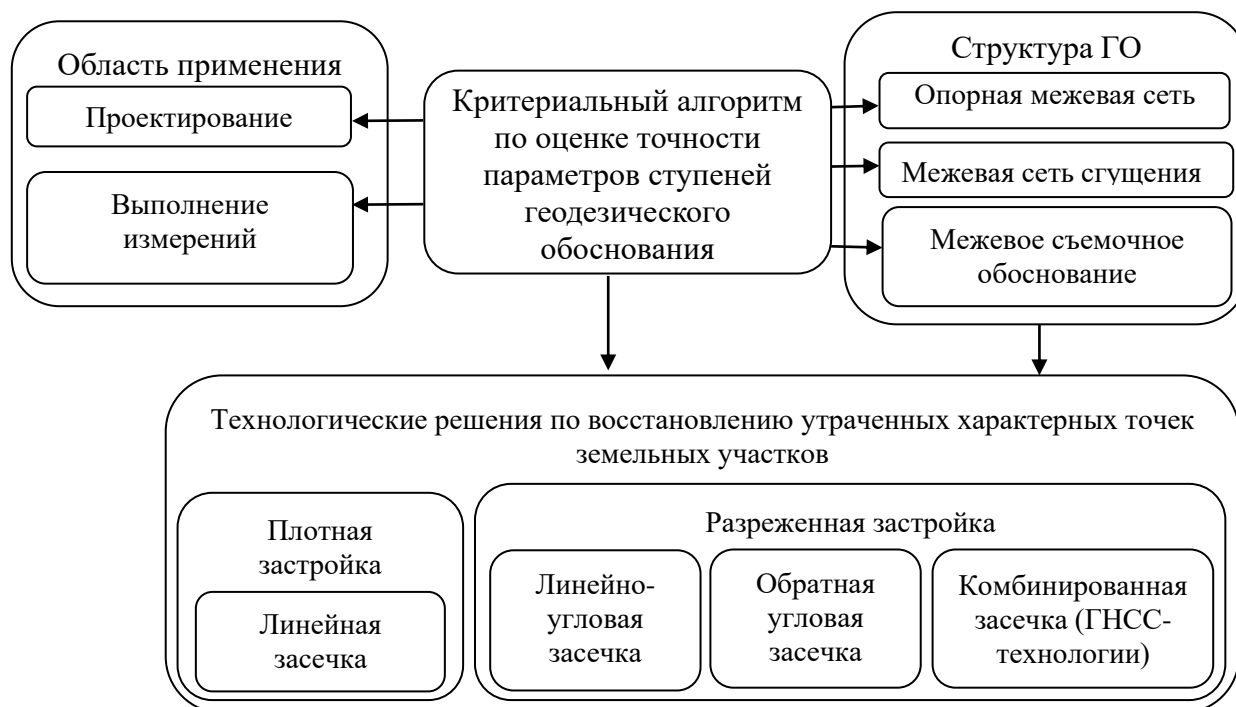 Область применения
Проектирование
Выполнение
измерений
Критериальный алгоритм
по оценке точности
параметров ступеней
геодезического
обоснования
Структура ГО
Опорная межевая сеть
Межевая сеть сгущения
Межевое съемочное
обоснование
Технологические решения по восстановлению утраченных характерных точек
земельных участков
Плотная
застройка
Линейная
засечка
Разреженная застройка
Линейно-
угловая
засечка
Обратная
угловая
засечка
Комбинированная
засечка (ГНСС-
технологии)